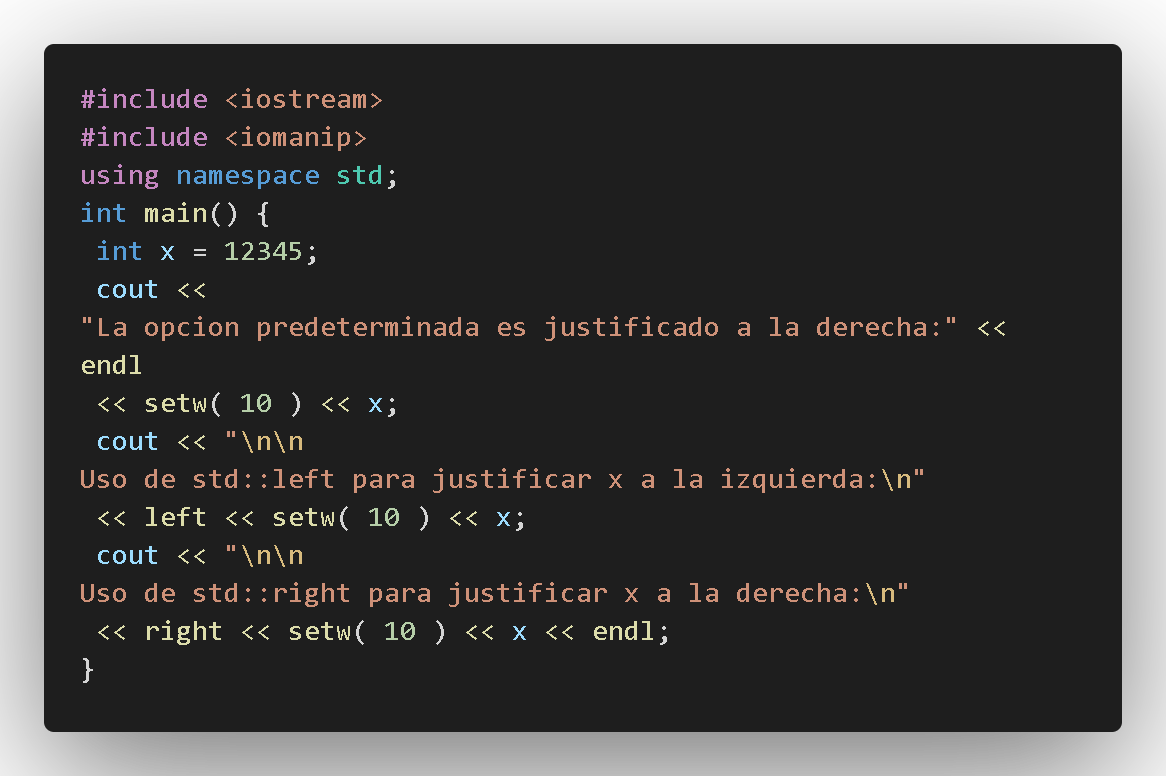 #include <iostream>
#include <iomanip>
using namespace std;
int main() {
 int x = 12345;
 cout <<
"La opcion predeterminada es justificado a la derecha:" <<
endl
 << setw( 10 ) << x;
 cout << "\n\n
Uso de std::left para justificar x a la izquierda:\n"
 << left << setw( 10 ) << x;
 cout << "\n\n
Uso de std::right para justificar x a la derecha:\n"
 << right << setw( 10 ) << x << endl;
}